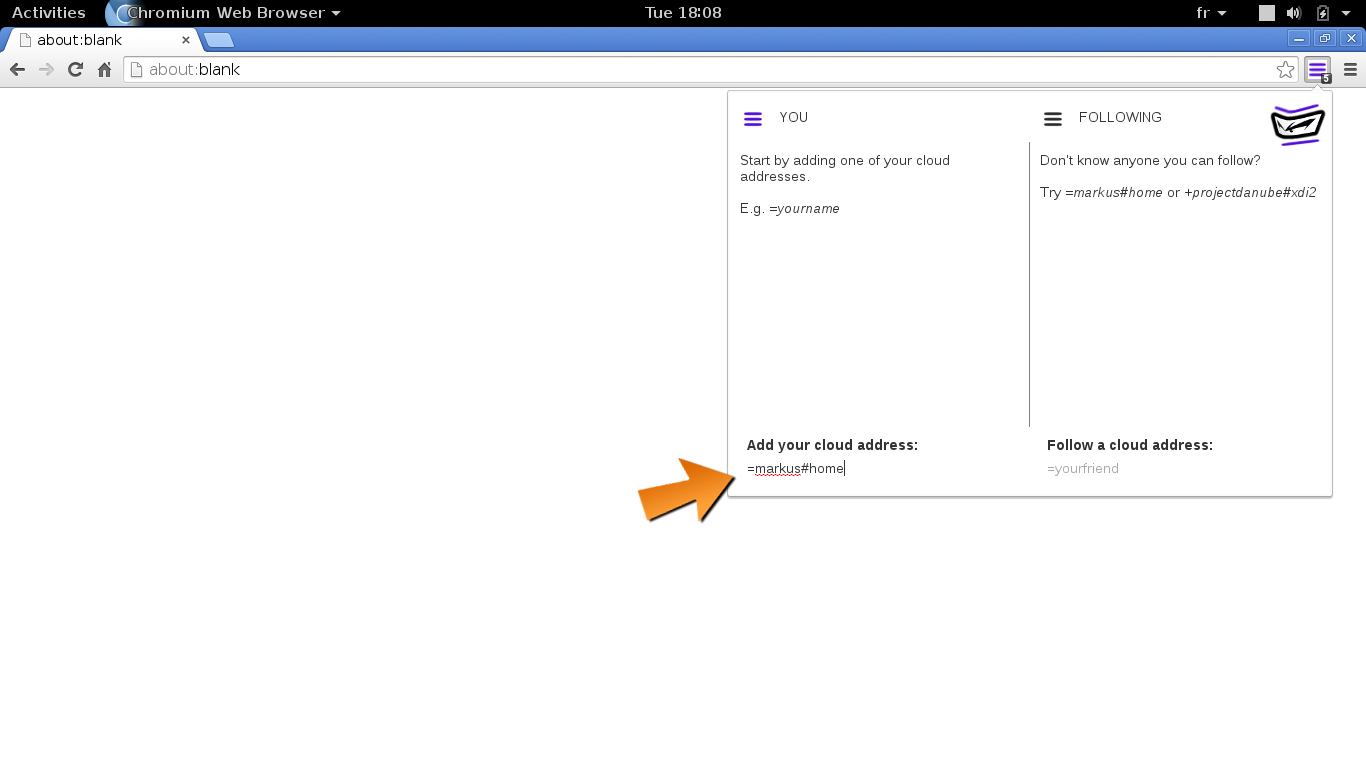 Activities Chromium Web Browser Tue 18:08 fr
about:blank
about:blank
5
YOU
Start by adding one of your cloud
addresses.
E.g. =yourname
FOLLOWING
Don't know anyone you can follow?
Try =markus#home or +projectdanube#xdi2
Add your cloud address:
=markus#home
Follow a cloud address:
=yourfriend